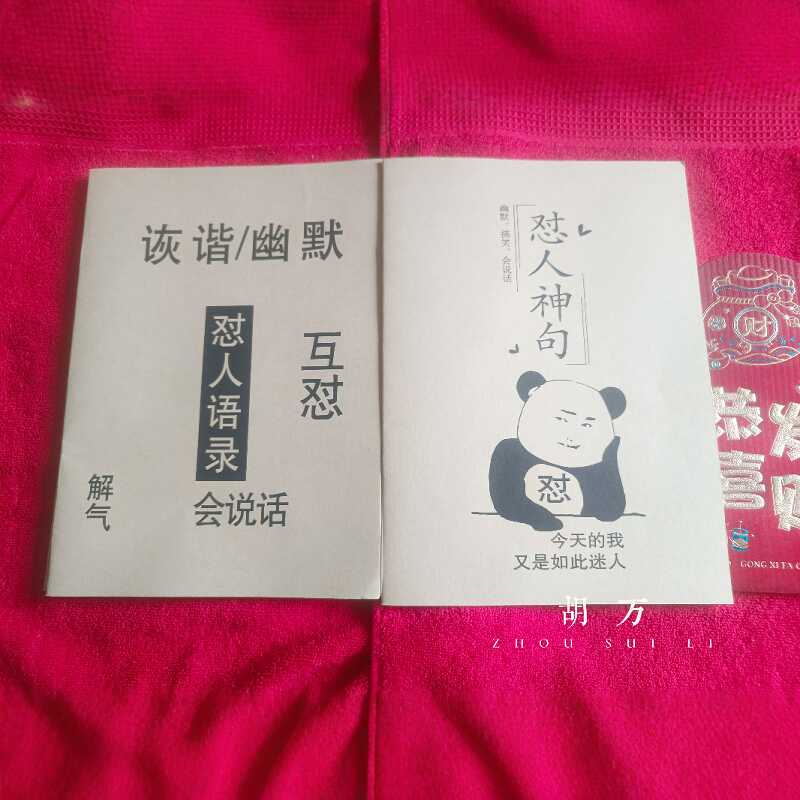 诙谐/幽默
互怼
怼人语录
解气
会说话
怼人神句
幽默、搞笑、会说话
怼
今天的我
又是如此迷人
财
恭喜
发财
GONG XI FA C
胡 万
ZHOU SUI LI